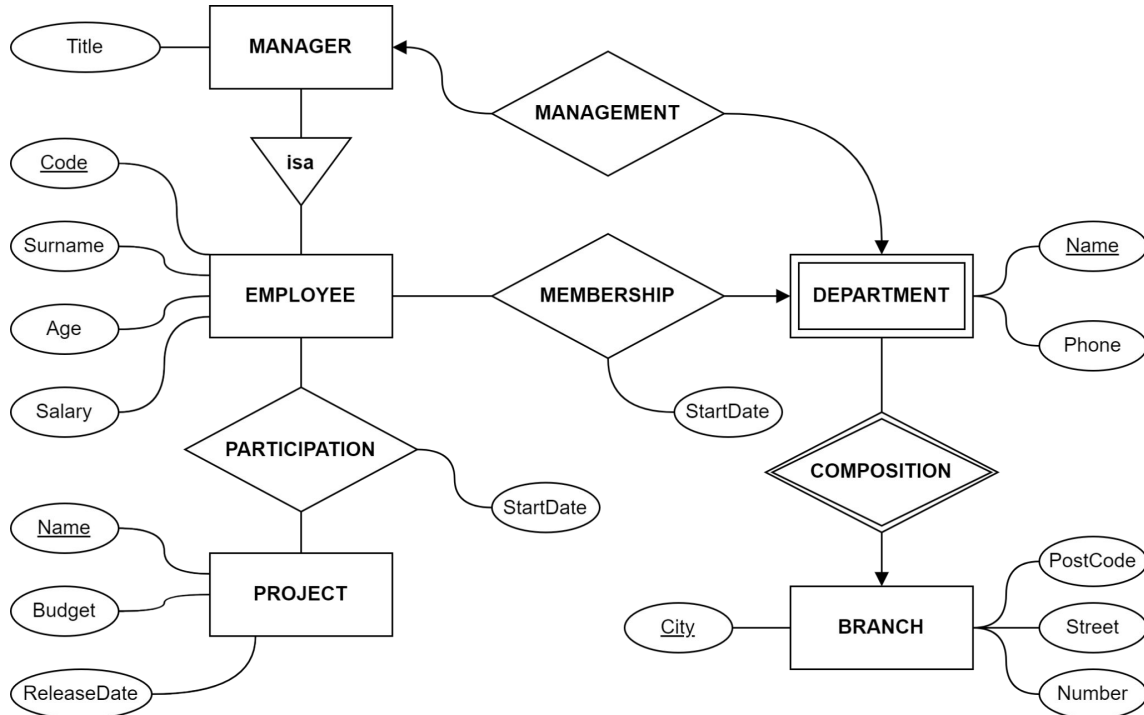 Title
MANAGER
MANAGEMENT
Code
isa
Surname
EMPLOYEE
MEMBERSHIP
DEPARTMENT
Name
Age
Phone
Salary
StartDate
PARTICIPATION
COMPOSITION
StartDate
Name
PROJECT
Budget
ReleaseDate
City
BRANCH
PostCode
Street
Number